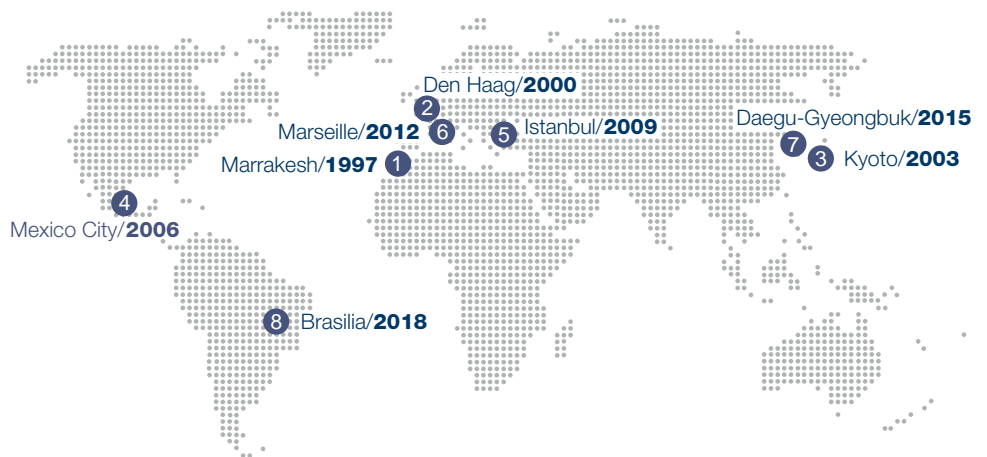 Den Haag/2000
2
Marseille/2012
6
5
Istanbul/2009
Marrakesh/1997
1
Daegu-Gyeongbuk/2015
7
3
Kyoto/2003
4
Mexico City/2006
8
Brasilia/2018